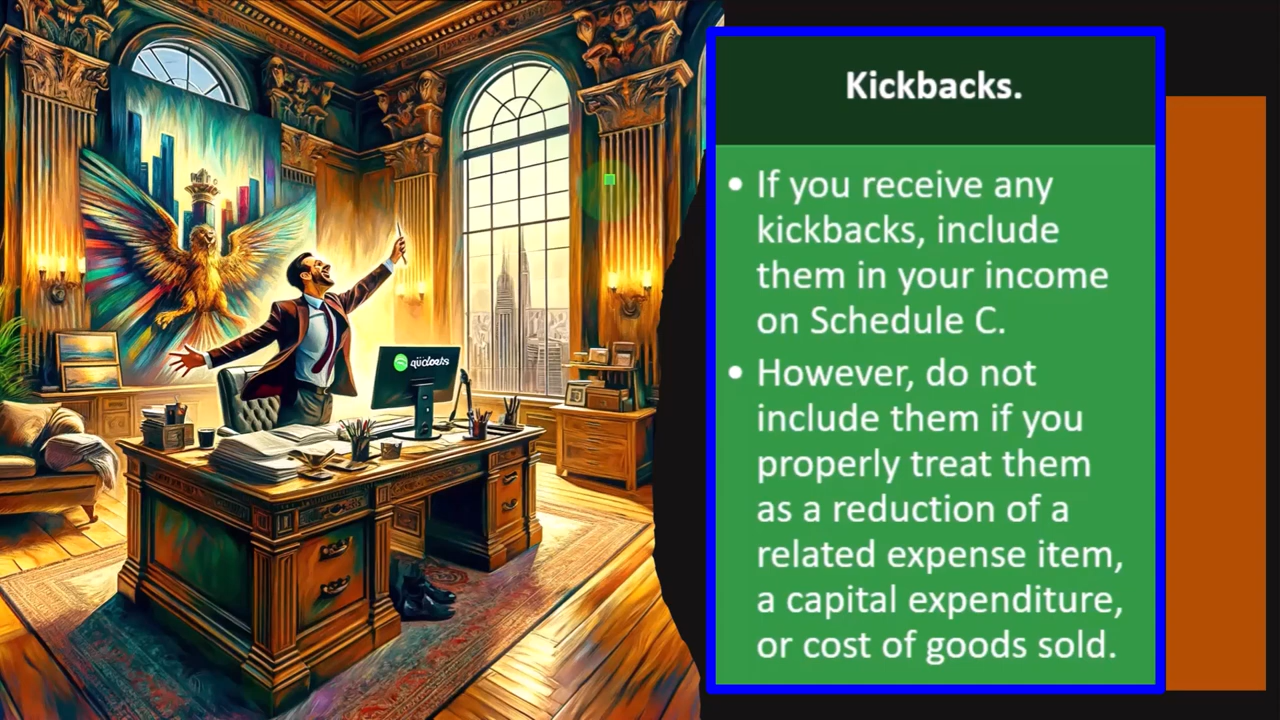 Kickbacks.
• If you receive any
kickbacks, include
them in your income
on Schedule C.
• However, do not
include them if you
properly treat them
as a reduction of a
related expense item,
a capital expenditure,
or cost of goods sold.